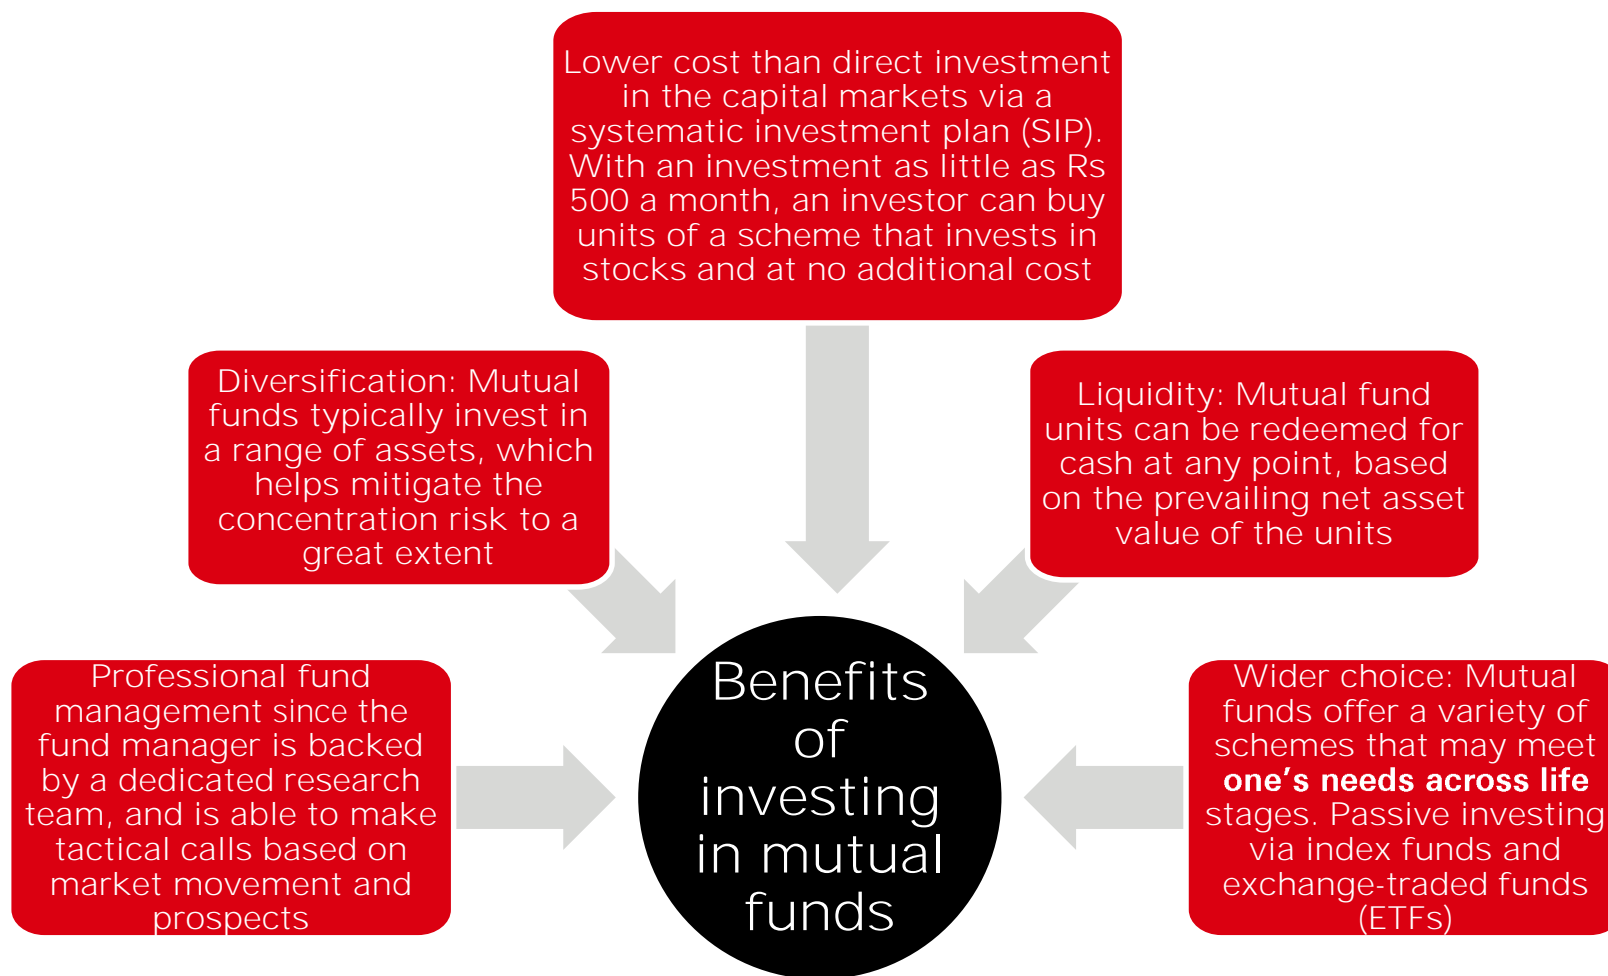 Lower cost than direct investment
in the capital markets via a
systematic investment plan (SIP).
With an investment as little as Rs
500 a month, an investor can buy
units of a scheme that invests in
stocks and at no additional cost
Diversification: Mutual
funds typically invest in
a range of assets, which
helps mitigate the
concentration risk to a
great extent
Liquidity: Mutual fund
units can be redeemed for
cash at any point, based
on the prevailing net asset
value of the units
Professional fund
management since the
fund manager is backed
by a dedicated research
team, and is able to make
tactical calls based on
market movement and
prospects
Benefits
of
investing
in mutual
funds
Wider choice: Mutual
funds offer a variety of
schemes that may meet
one’s needs across life
stages. Passive investing
via index funds and
exchange-traded funds
(ETFs)